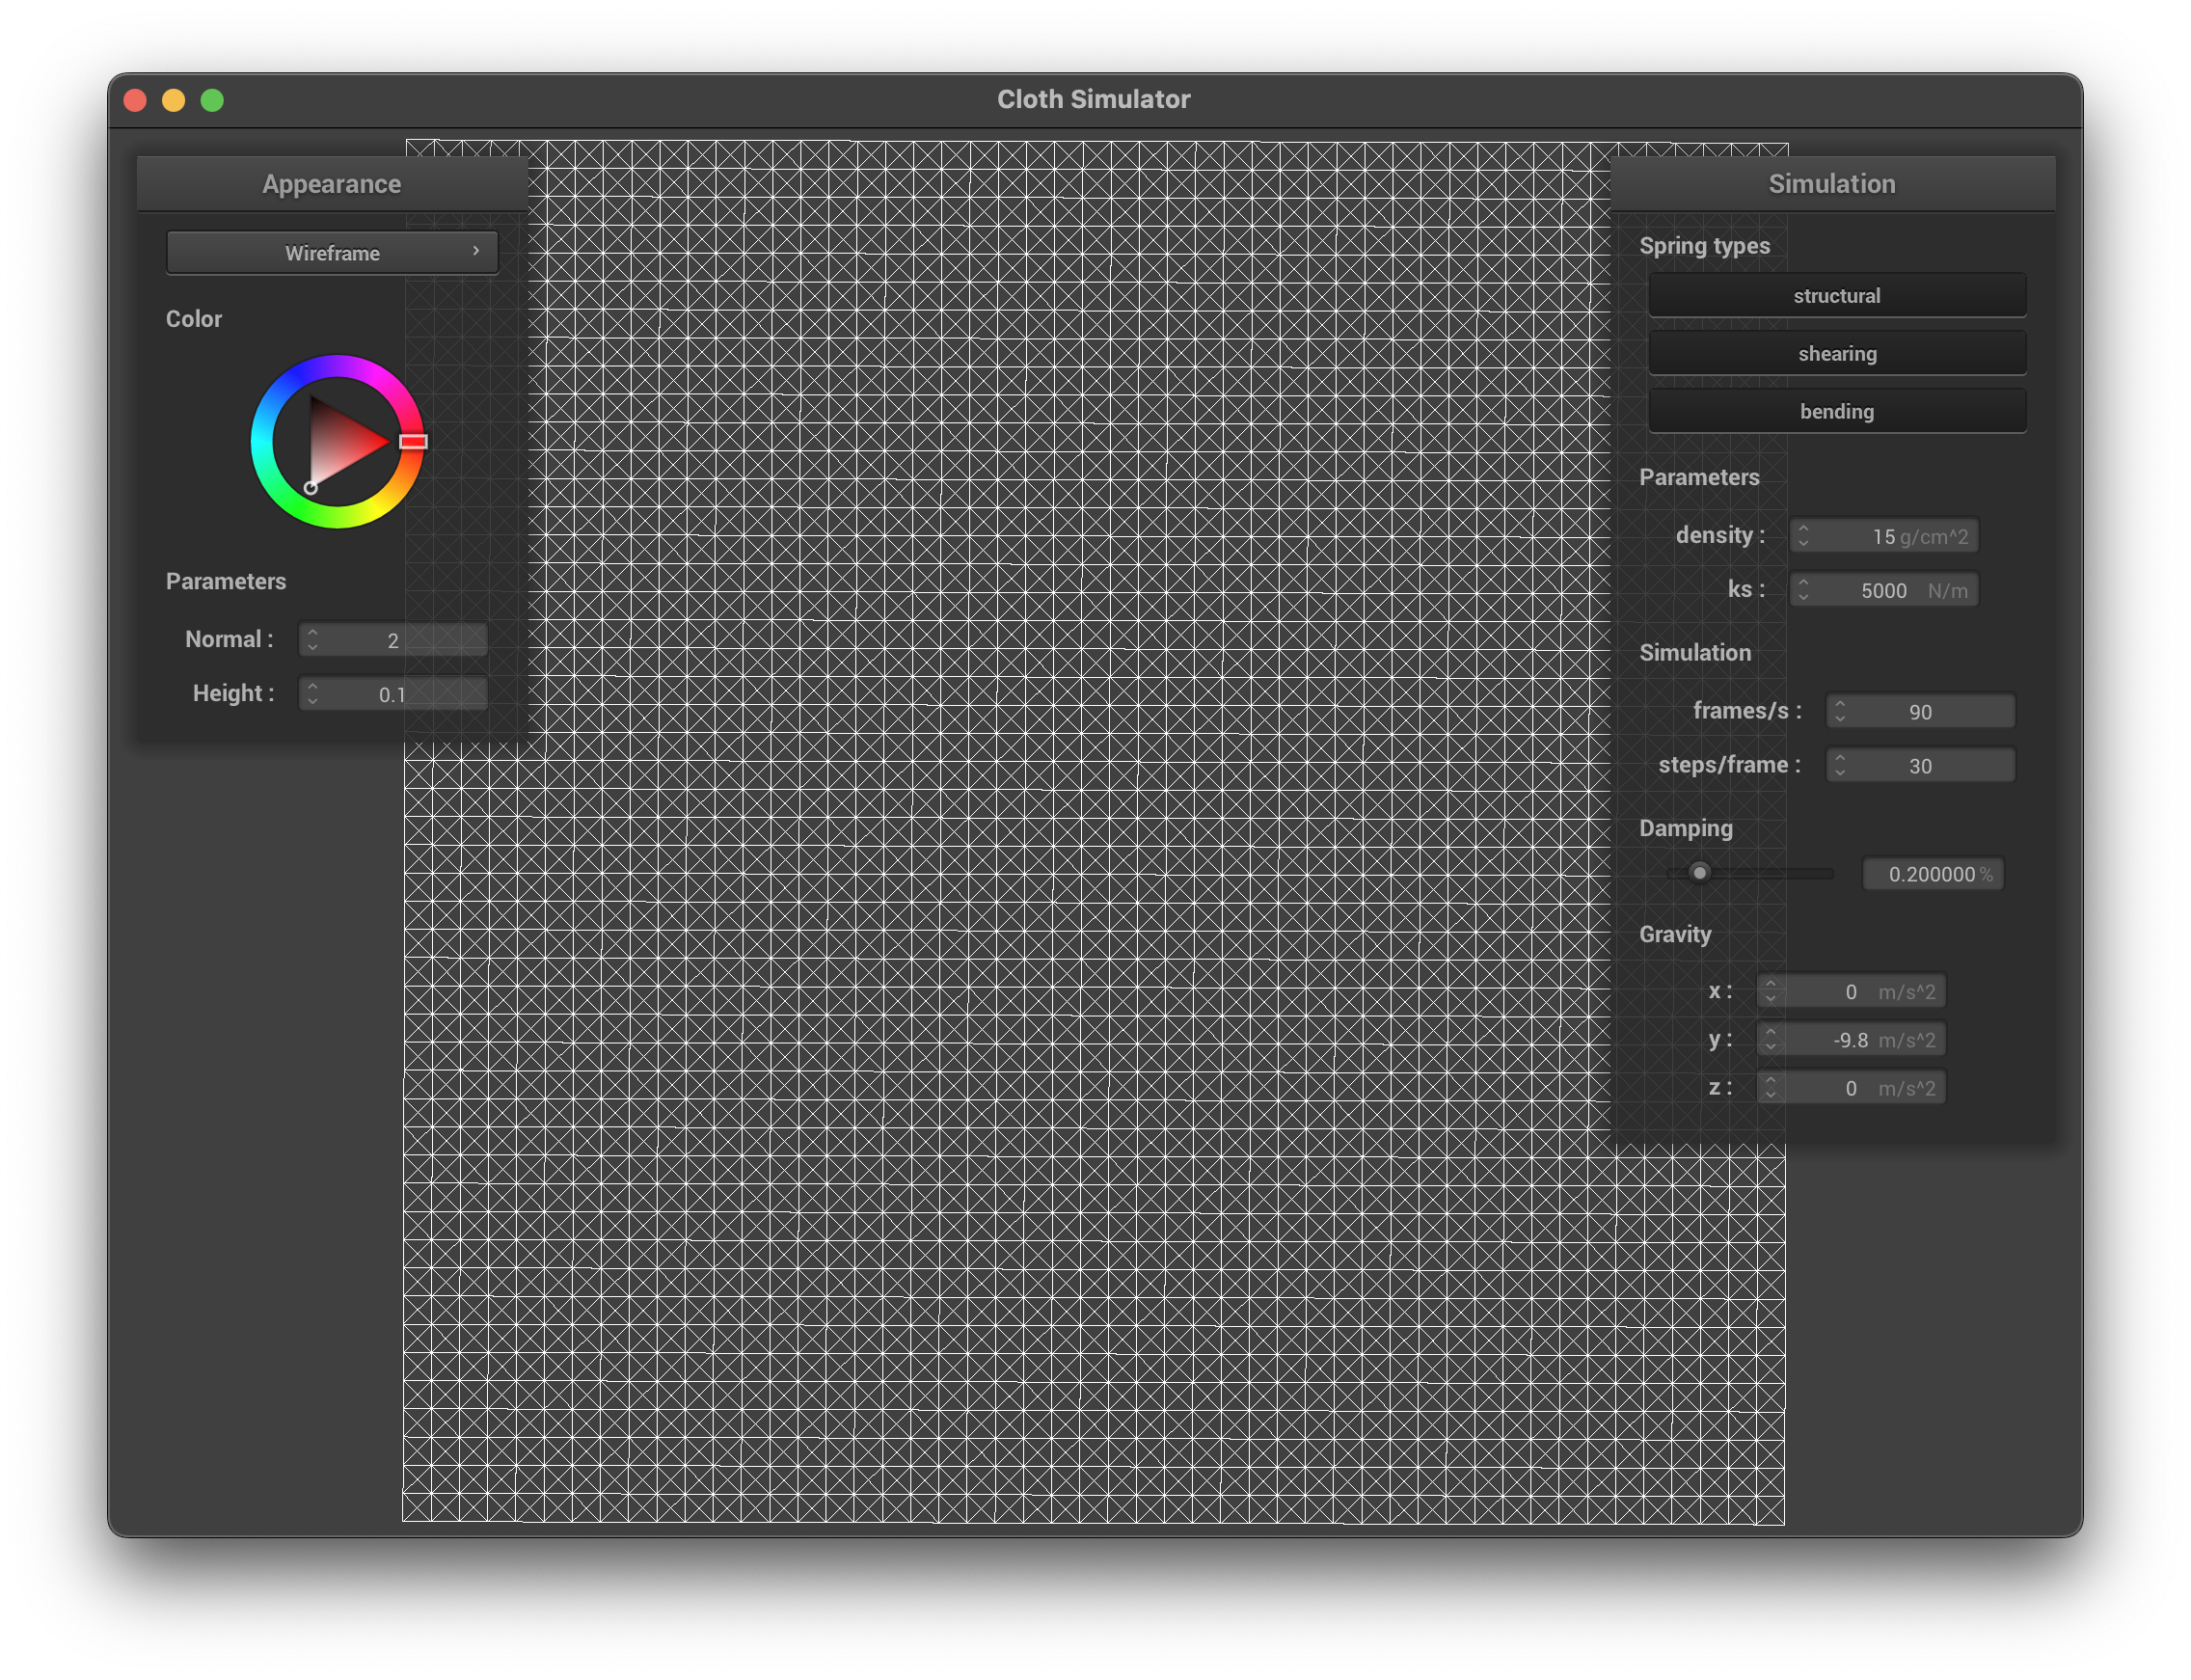 Cloth Simulator
Appearance
Wireframe
Color
Parameters
Normal : 2
Height : 0.1
Simulation
Spring types
structural
shearing
bending
Parameters
density : 15 g/cm^2
ks : 5000 N/m
Simulation
frames/s : 90
steps/frame : 30
Damping
0.200000 %
Gravity
x : 0 m/s^2
y : -9.8 m/s^2
z : 0 m/s^2